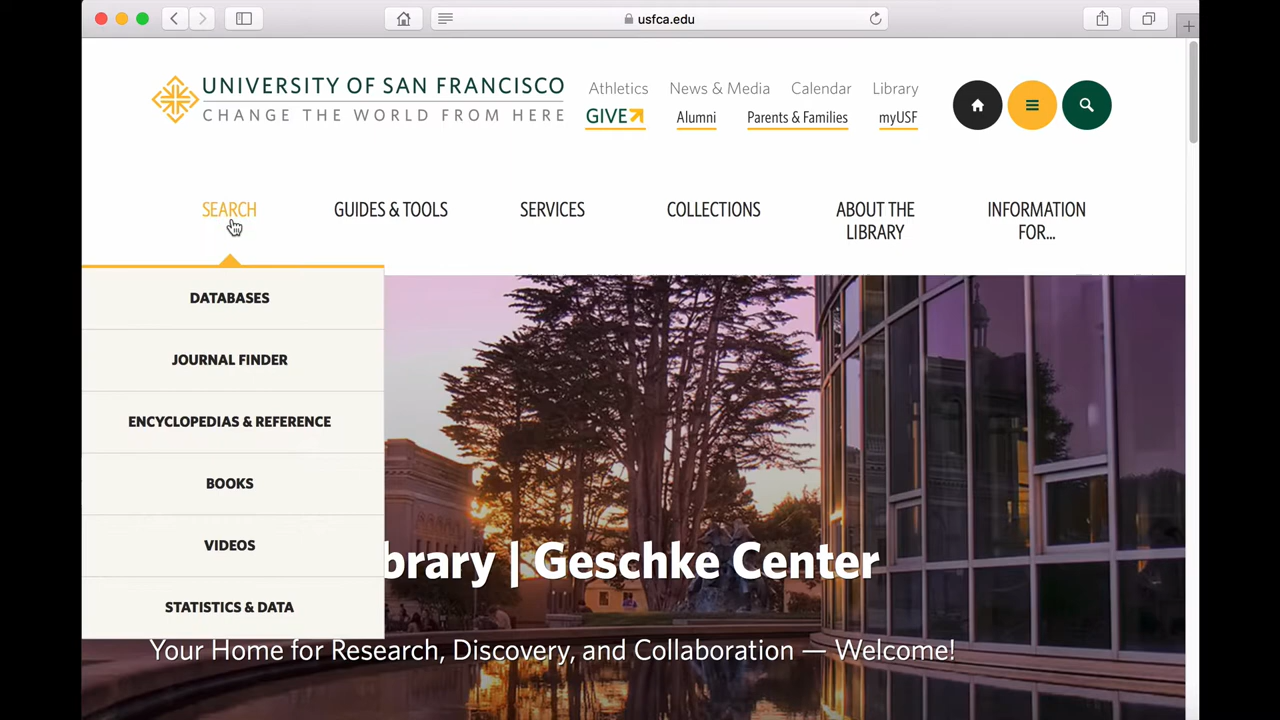 usfca.edu
UNIVERSITY OF SAN FRANCISCO
CHANGE THE WORLD FROM HERE
Athletics News & Media Calendar Library
GIVE Alumni Parents & Families myUSF
SEARCH GUIDES & TOOLS SERVICES COLLECTIONS ABOUT THE LIBRARY INFORMATION FOR...
DATABASES
JOURNAL FINDER
ENCYCLOPEDIAS & REFERENCE
BOOKS
VIDEOS
STATISTICS & DATA
brary | Geschke Center
Your Home for Research, Discovery, and Collaboration — Welcome!